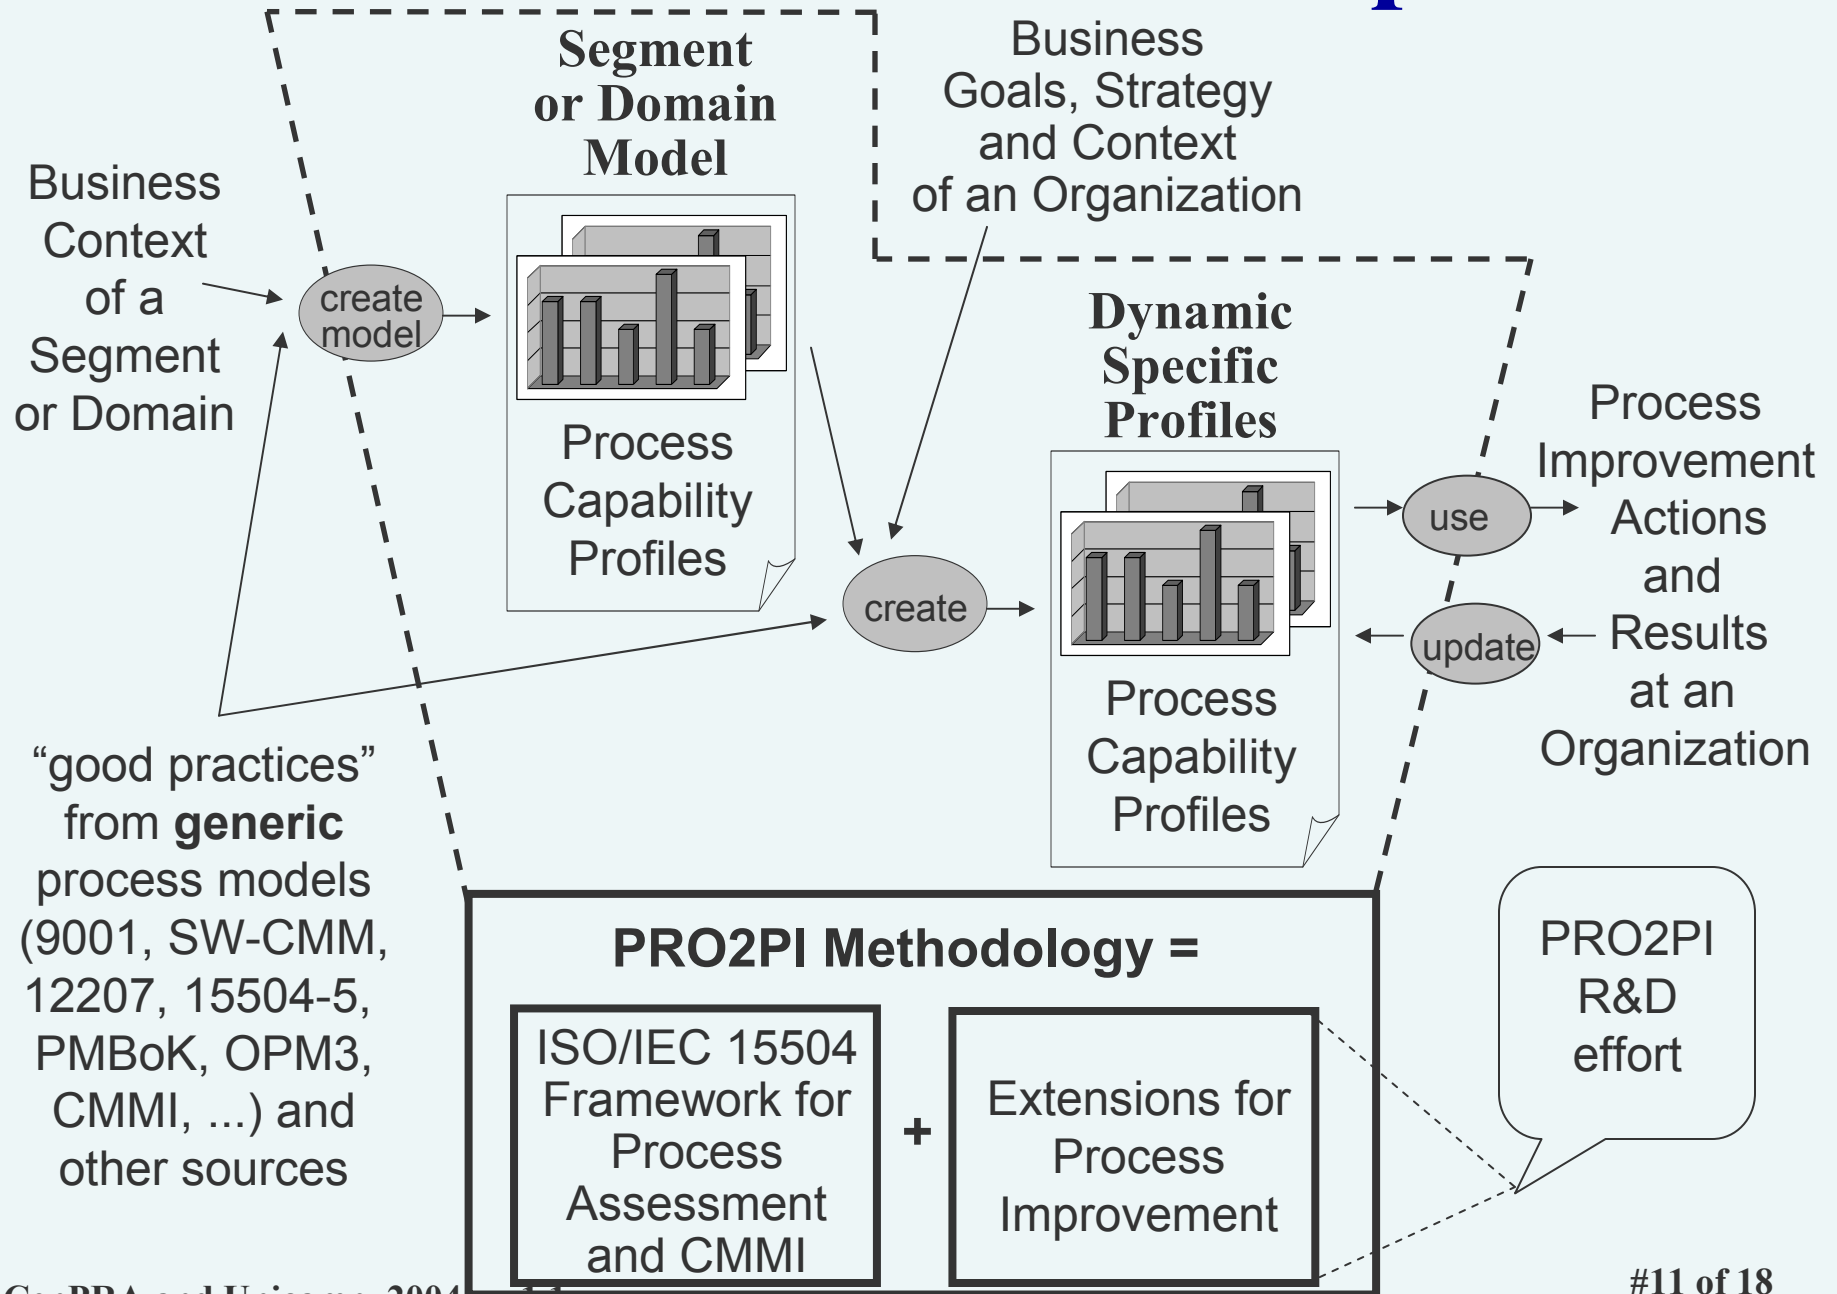 Segment
or Domain
Model
Business
Goals, Strategy
and Context
of an Organization
Business
Context
of a
Segment
or Domain
create
model
Process
Capability
Profiles
Dynamic
Specific
Profiles
create
Process
Capability
Profiles
use
update
Process
Improvement
Actions
and
Results
at an
Organization
“good practices”
from generic
process models
(9001, SW-CMM,
12207, 15504-5,
PMBoK, OPM3,
CMMI, ...) and
other sources
PRO2PI Methodology =
ISO/IEC 15504
Framework for
Process
Assessment
and CMMI
+
Extensions for
Process
Improvement
PRO2PI
R&D
effort
#11 of 18